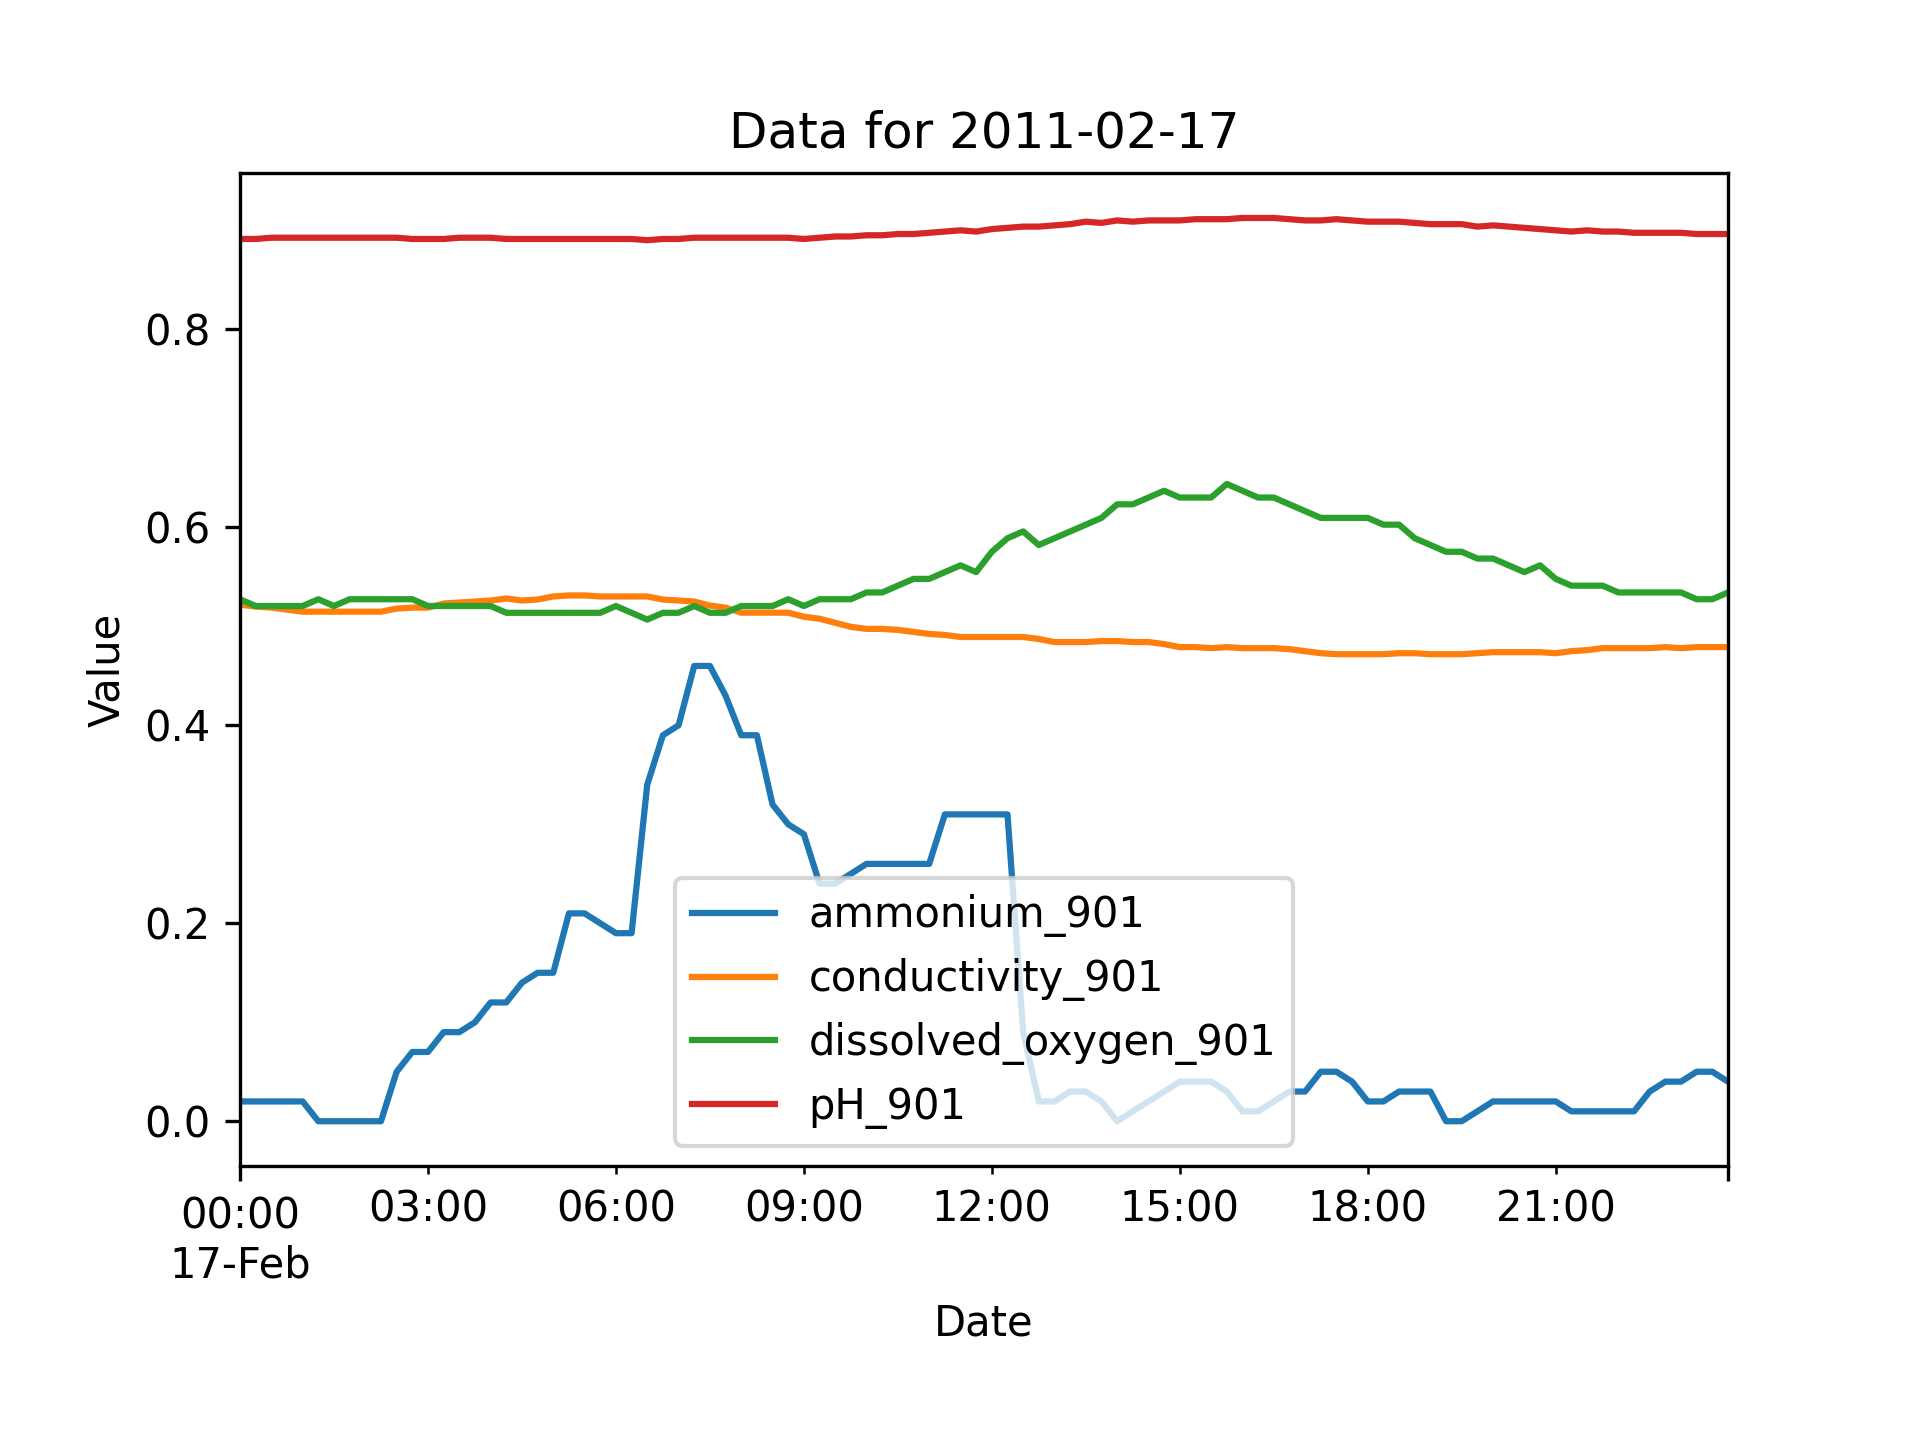 Data for 2011-02-17
Value
0.8
0.6
0.4
0.2
0.0
ammonium_901
conductivity_901
dissolved_oxygen_901
pH_901
00:00 03:00 06:00 09:00 12:00 15:00 18:00 21:00
17-Feb
Date